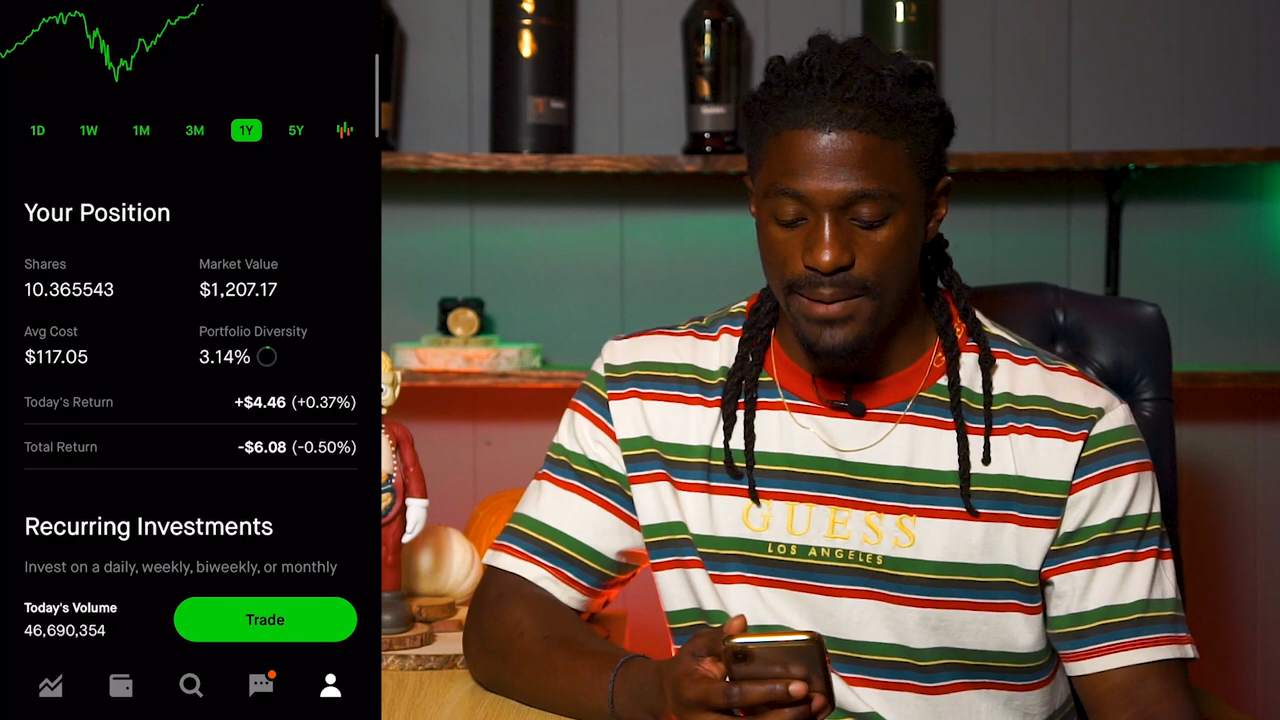 1D 1W 1M 3M 1Y 5Y
Your Position
Shares Market Value
10.365543 $1,207.17
Avg Cost Portfolio Diversity
$117.05 3.14%
Today's Return +$4.46 (+0.37%)
Total Return -$6.08 (-0.50%)
Recurring Investments
Invest on a daily, weekly, biweekly, or monthly
Today's Volume
46,690,354
Trade
GUESS
LOS ANGELES